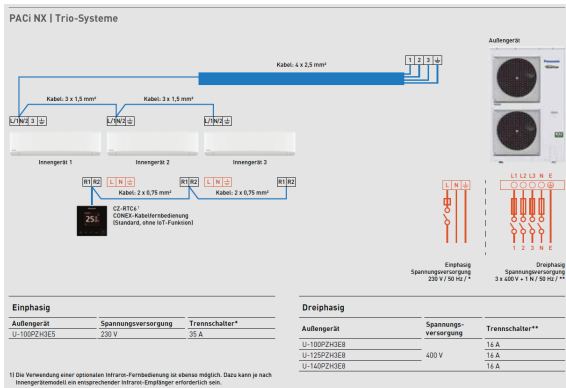 PACi NX | Trio-Systeme
Außengerät
Kabel: 4 x 2,5 mm²
1 2 3
Panasonic
Kabel: 3 x 1,5 mm²
Kabel: 3 x 1,5 mm²
L/1 N/2 3
L/1 N/2
L/1 N/2
Innengerät 1
Innengerät 2
Innengerät 3
R1 R2
L N
R1 R2
L N
R1 R2
Kabel: 2 x 0,75 mm²
Kabel: 2 x 0,75 mm²
L N
L1 L2 L3 N E
25
CZ-RTC6¹
CONEX-Kabelfernbedienung
(Standard, ohne IoT-Funktion)
1 2 3 N E
Einphasig
Spannungsversorgung
230 V / 50 Hz / *
Dreiphasig
Spannungsversorgung
3 x 400 V + 1 N / 50 Hz / **
Einphasig
Außengerät Spannungsversorgung Trennschalter*
U-100PZH3E5 230 V 35 A
Dreiphasig
Außengerät Spannungs-
versorgung Trennschalter**
U-100PZH3E8 16 A
U-125PZH3E8 400 V 16 A
U-140PZH3E8 16 A
1) Die Verwendung einer optionalen Infrarot-Fernbedienung ist ebenso möglich. Dazu kann je nach
Innengerätemodell ein entsprechender Infrarot-Empfänger erforderlich sein.